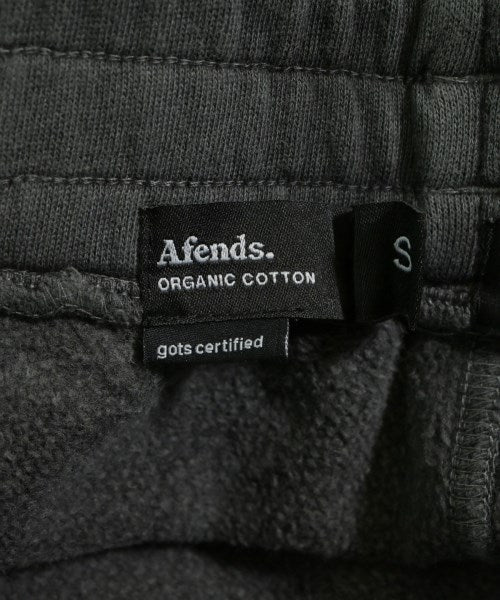 Afends.
ORGANIC COTTON
S
gots certified